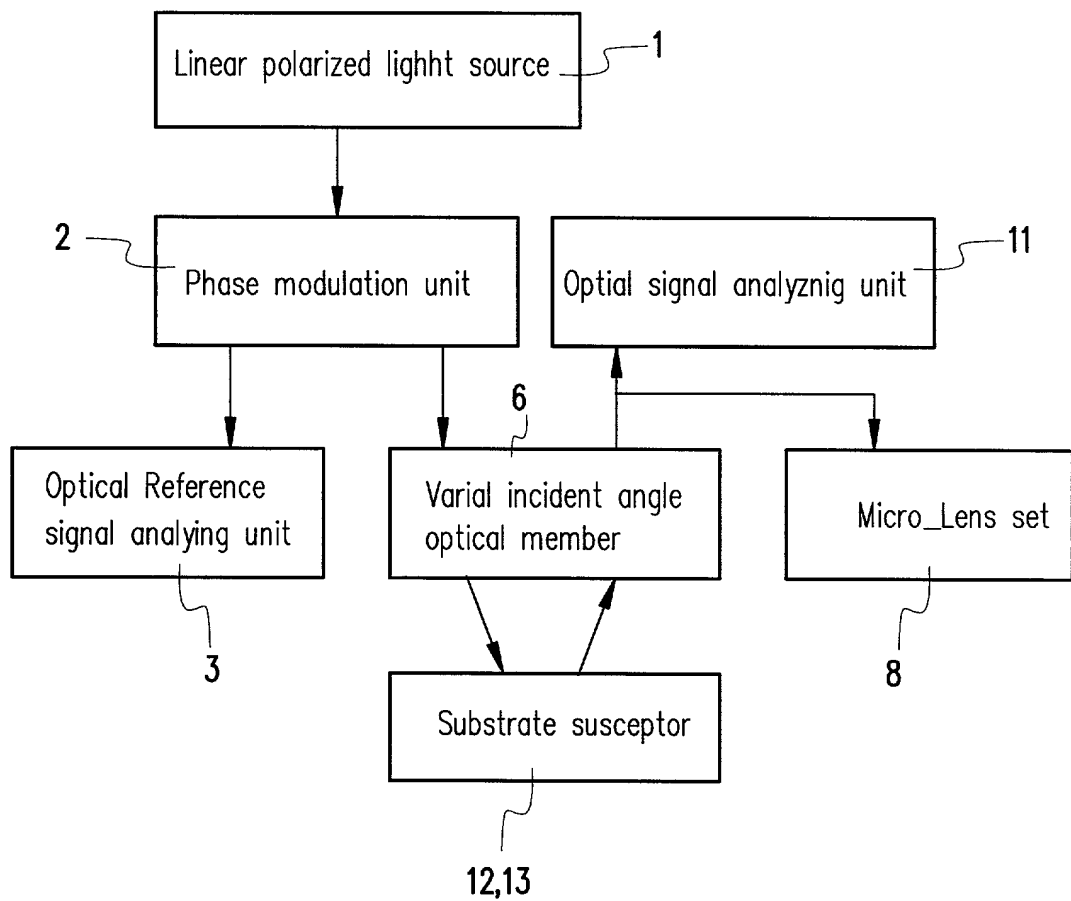 Linear polarized lighht source
1
2
Phase modulation unit
Optial signal analyznig unit
11
6
Optical Reference
signal analying unit
Varial incident angle
optical member
Micro_Lens set
3
8
Substrate susceptor
12,13